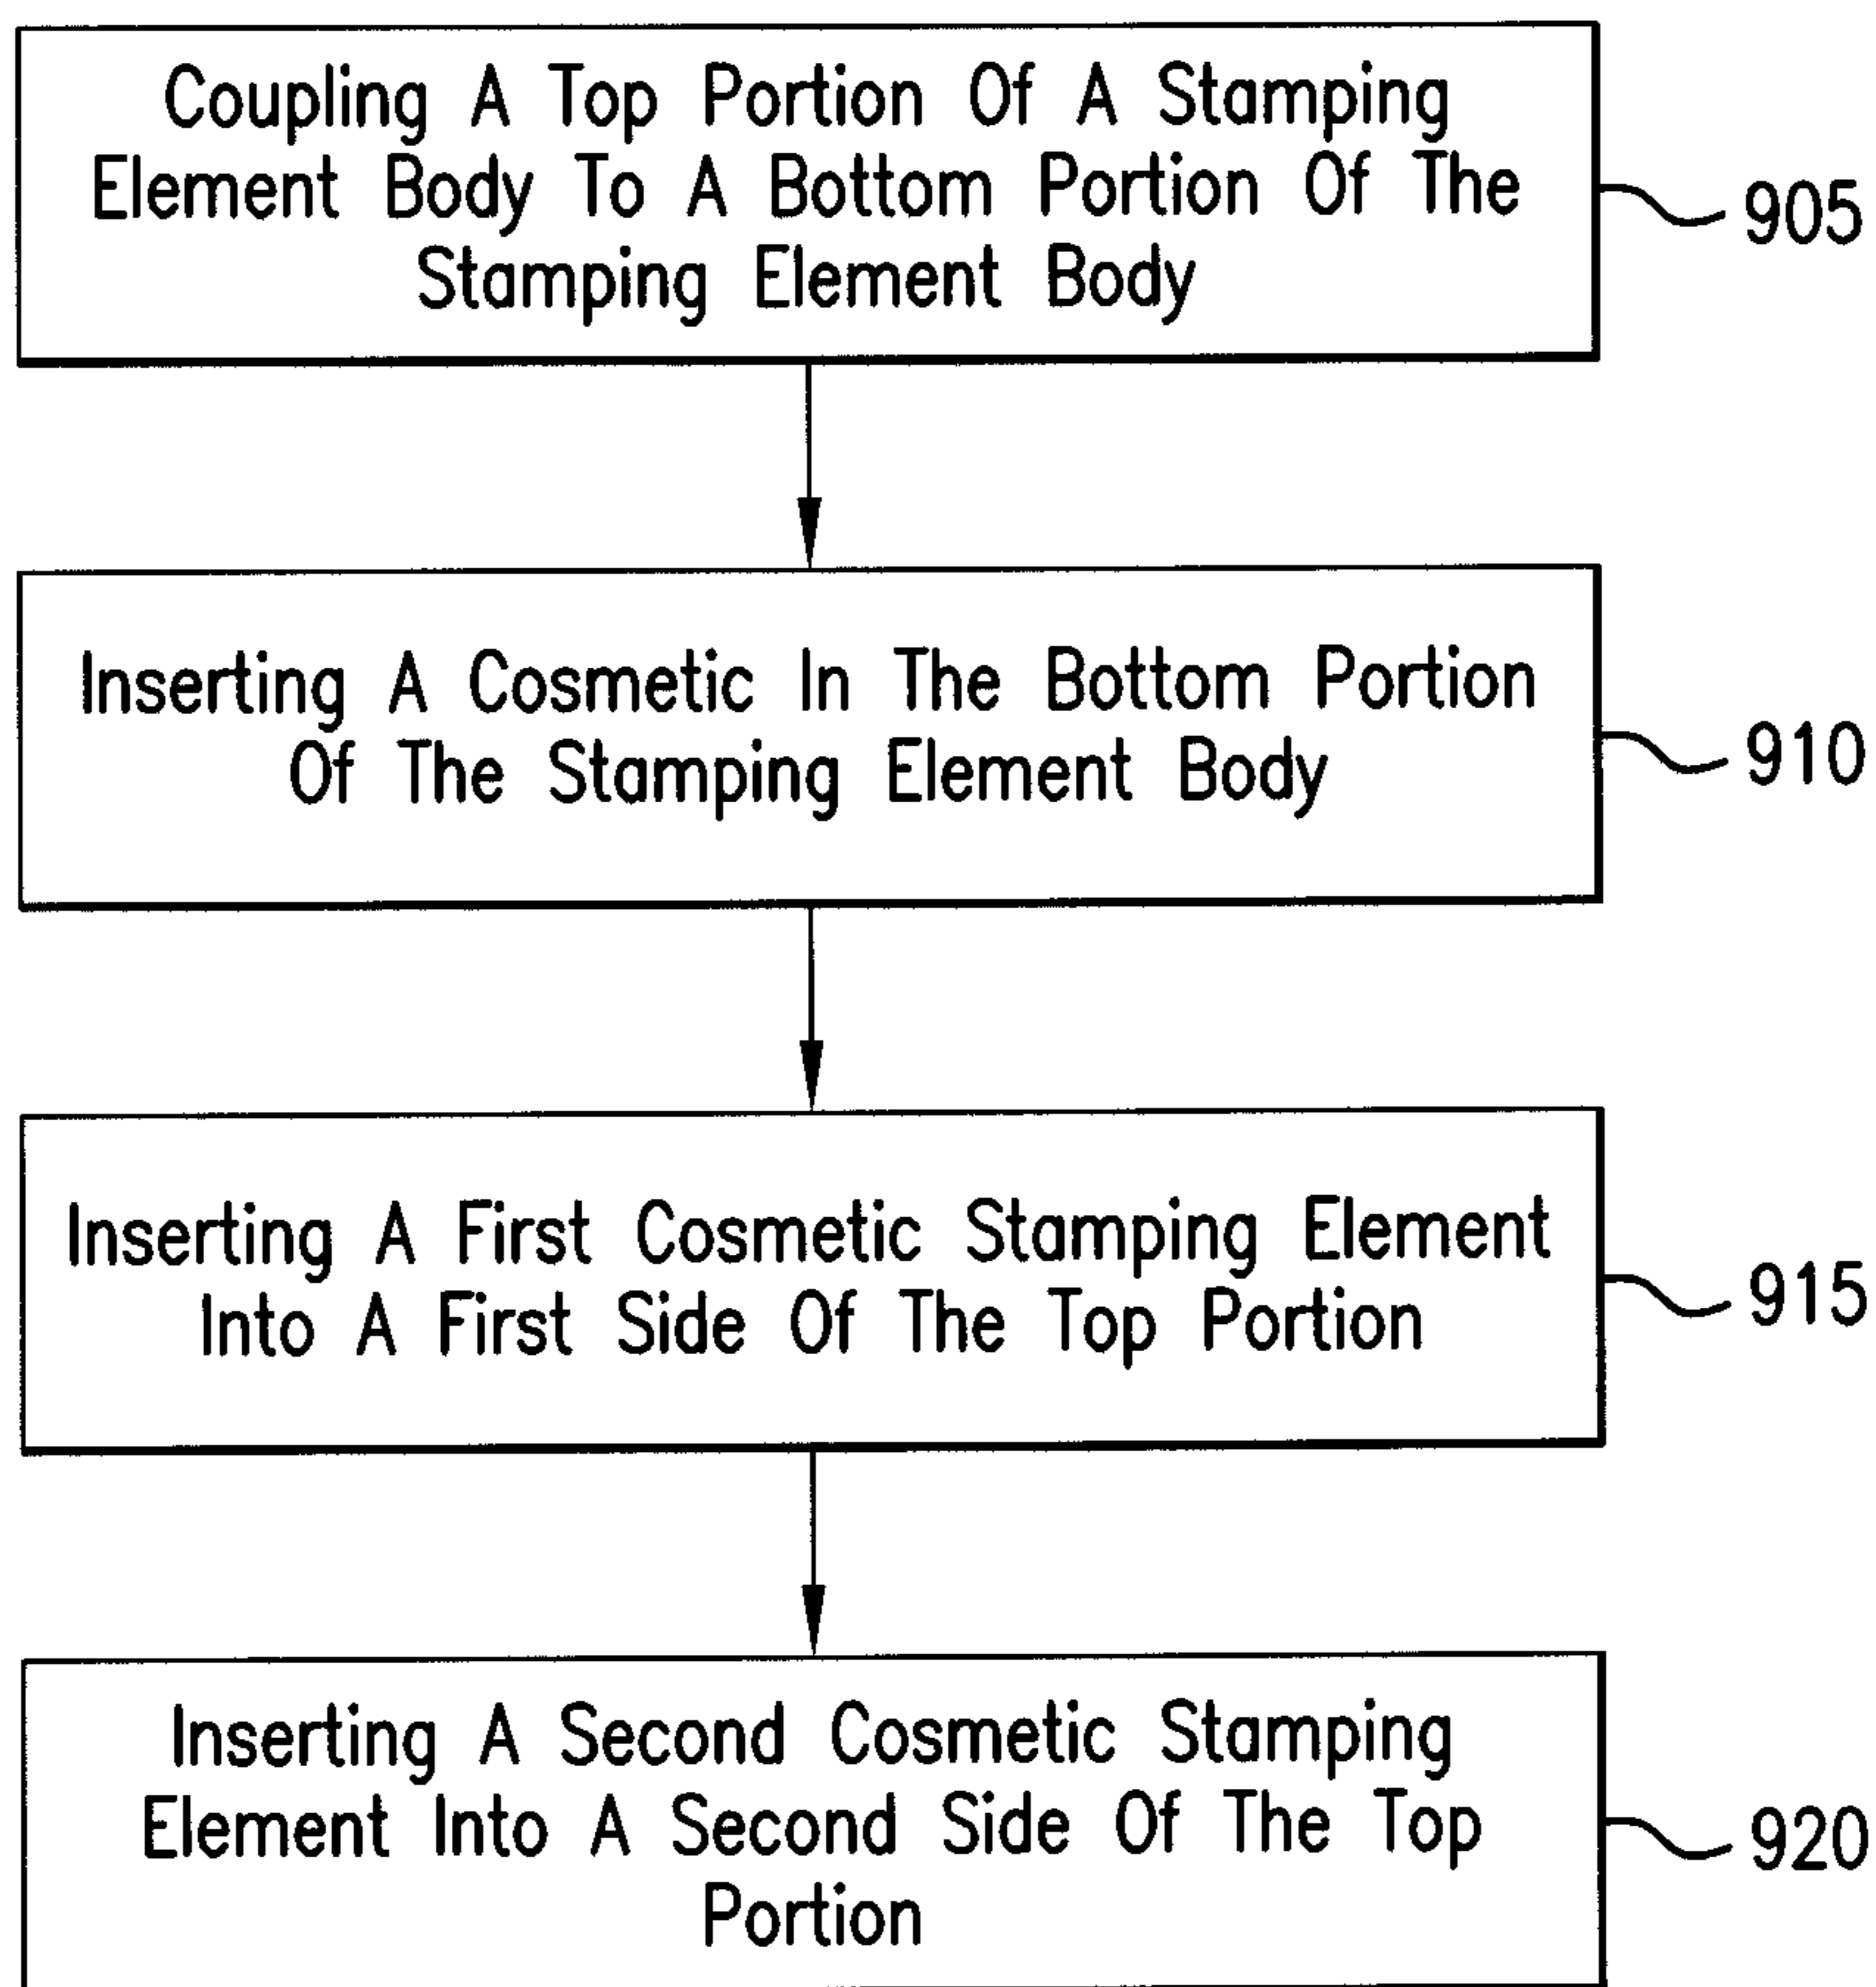 Coupling A Top Portion Of A Stamping
Element Body To A Bottom Portion Of The
Stamping Element Body
905
Inserting A Cosmetic In The Bottom Portion
Of The Stamping Element Body
910
Inserting A First Cosmetic Stamping Element
Into A First Side Of The Top Portion
915
Inserting A Second Cosmetic Stamping
Element Into A Second Side Of The Top
Portion
920